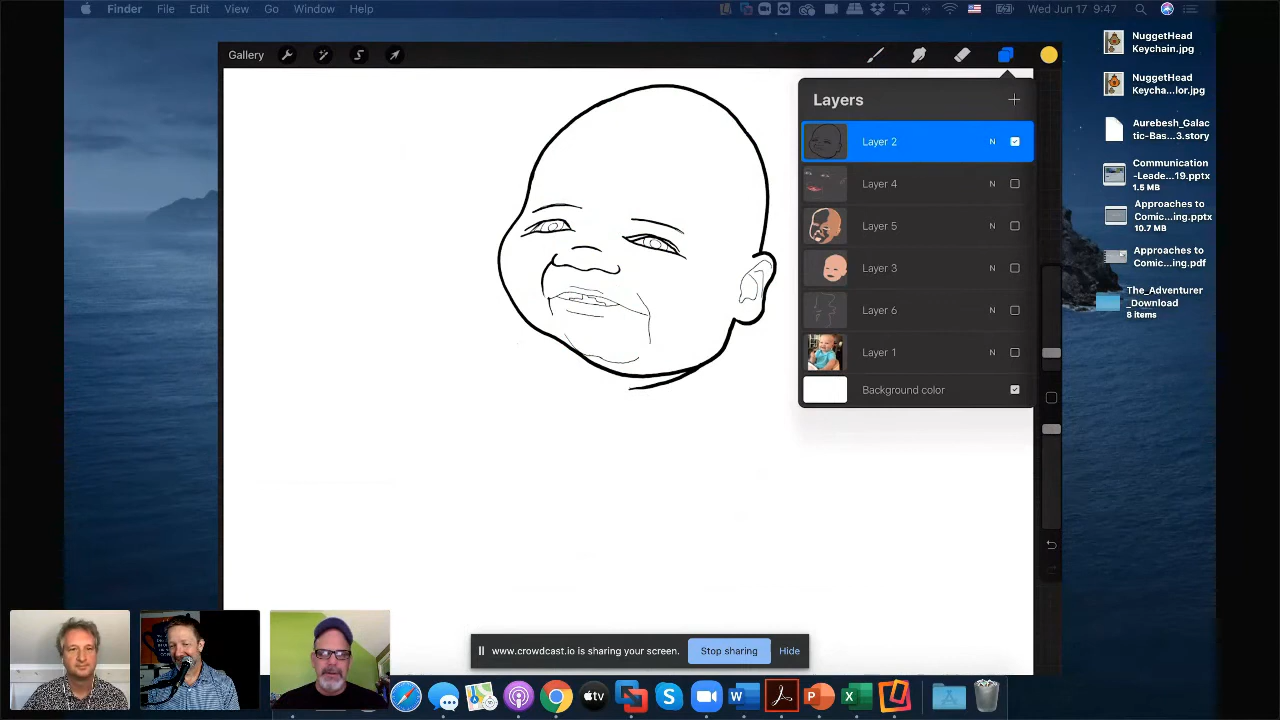 Finder File Edit View Go Window Help
Wed Jun 17 9:47
NuggetHead
Keychain.jpg
NuggetHead
Keycha...lor.jpg
Aurebesh_Galac
tic-Bas...3.story
Communication
-Leade...19.pptx
1.5 MB
Approaches to
Comic...ing.pptx
10.7 MB
Approaches to
Comic...ing.pdf
The_Adventurer
_Download
8 items
Gallery
Layers
Layer 2 N
Layer 4 N
Layer 5 N
Layer 3 N
Layer 6 N
Layer 1 N
Background color
www.crowdcast.io is sharing your screen. Stop sharing Hide
tv